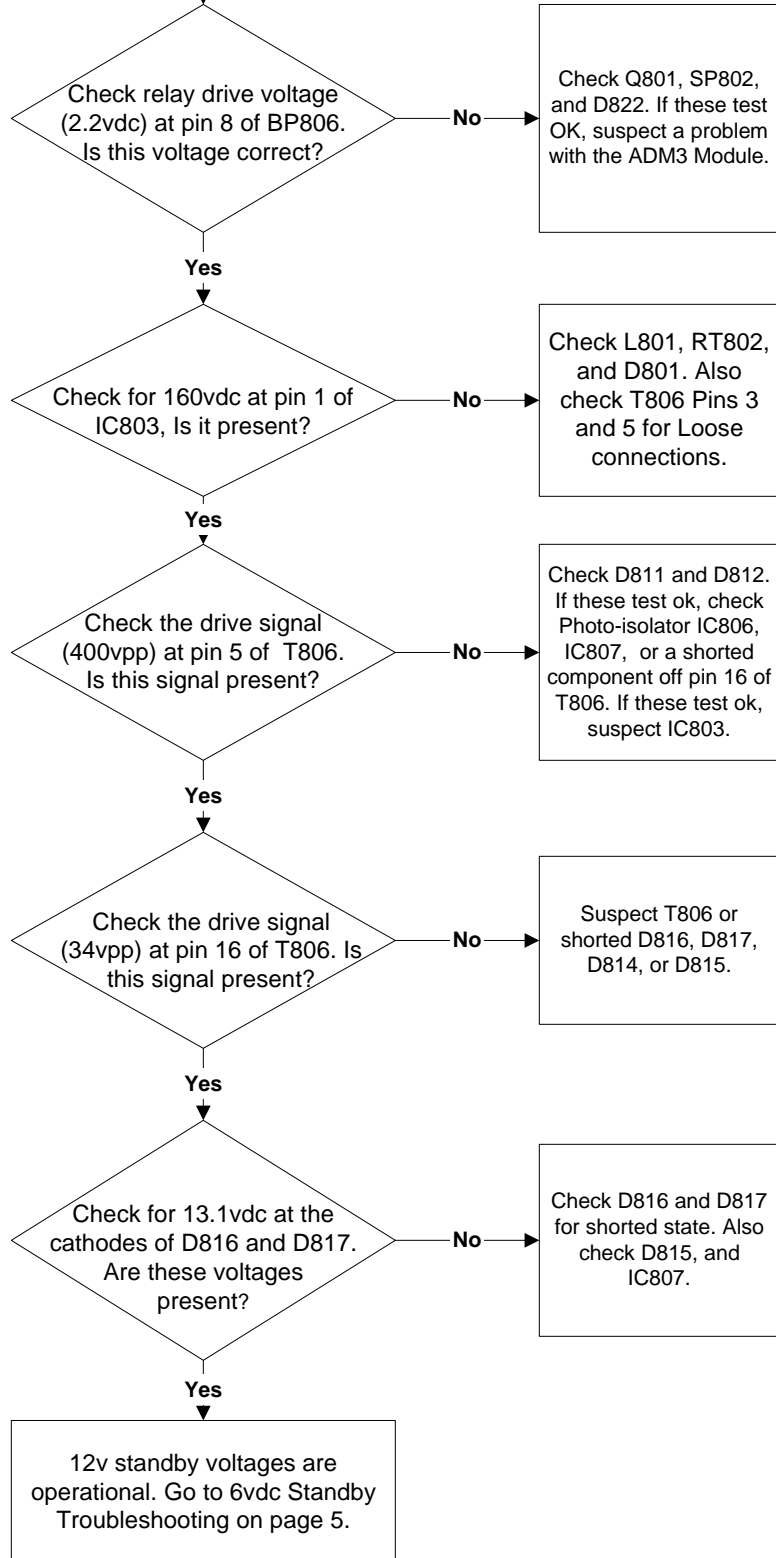 Check relay drive voltage
(2.2vdc) at pin 8 of BP806.
Is this voltage correct?
No
Check Q801, SP802,
and D822. If these test
OK, suspect a problem
with the ADM3 Module.
Yes
Check for 160vdc at pin 1 of
IC803, Is it present?
No
Check L801, RT802,
and D801. Also
check T806 Pins 3
and 5 for Loose
connections.
Yes
Check the drive signal
(400vpp) at pin 5 of T806.
Is this signal present?
No
Check D811 and D812.
If these test ok, check
Photo-isolator IC806,
IC807, or a shorted
component off pin 16 of
T806. If these test ok,
suspect IC803.
Yes
Check the drive signal
(34vpp) at pin 16 of T806. Is
this signal present?
No
Suspect T806 or
shorted D816, D817,
D814, or D815.
Yes
Check for 13.1vdc at the
cathodes of D816 and D817.
Are these voltages
present?
No
Check D816 and D817
for shorted state. Also
check D815, and
IC807.
Yes
12v standby voltages are
operational. Go to 6vdc Standby
Troubleshooting on page 5.